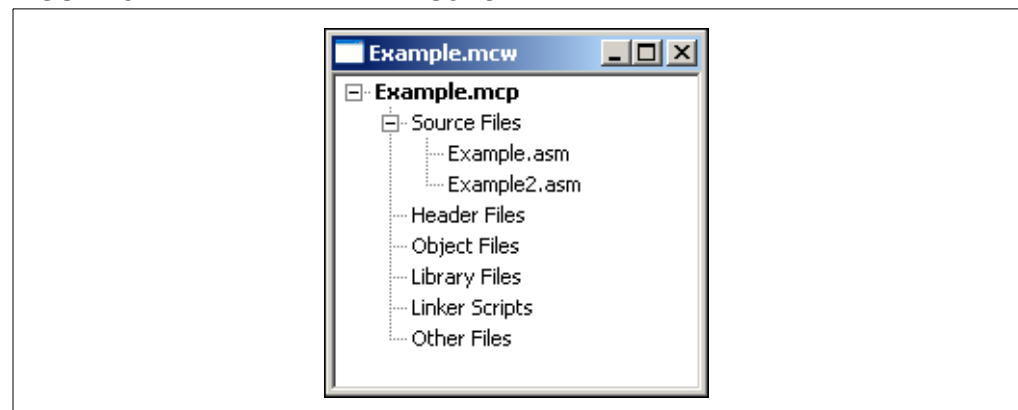 Example.mcw
Example.mcp
Source Files
Example.asm
Example2.asm
Header Files
Object Files
Library Files
Linker Scripts
Other Files